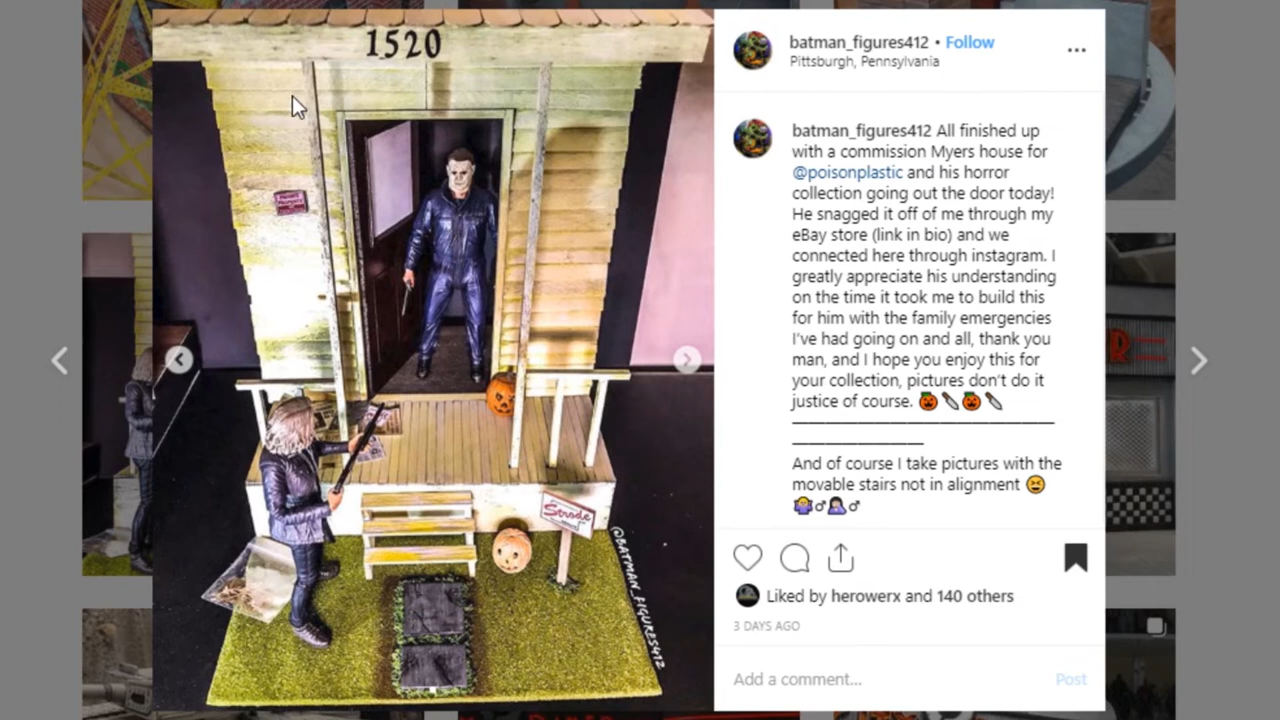 1520
Strode
@BATMAN_FIGURES412
batman_figures412 • Follow
Pittsburgh, Pennsylvania
batman_figures412 All finished up
with a commission Myers house for
@poisonplastic and his horror
collection going out the door today!
He snagged it off of me through my
eBay store (link in bio) and we
connected here through instagram. I
greatly appreciate his understanding
on the time it took me to build this
for him with the family emergencies
I've had going on and all, thank you
man, and I hope you enjoy this for
your collection, pictures don't do it
justice of course. 🎃🔪🎃🔪
And of course I take pictures with the
movable stairs not in alignment 😆
🤷♂🤦♂
Liked by herowerx and 140 others
3 DAYS AGO
Add a comment...
Post